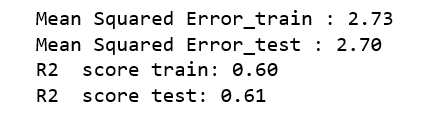 Mean Squared Error_train : 2.73
Mean Squared Error_test : 2.70
R2  score train: 0.60
R2  score test: 0.61